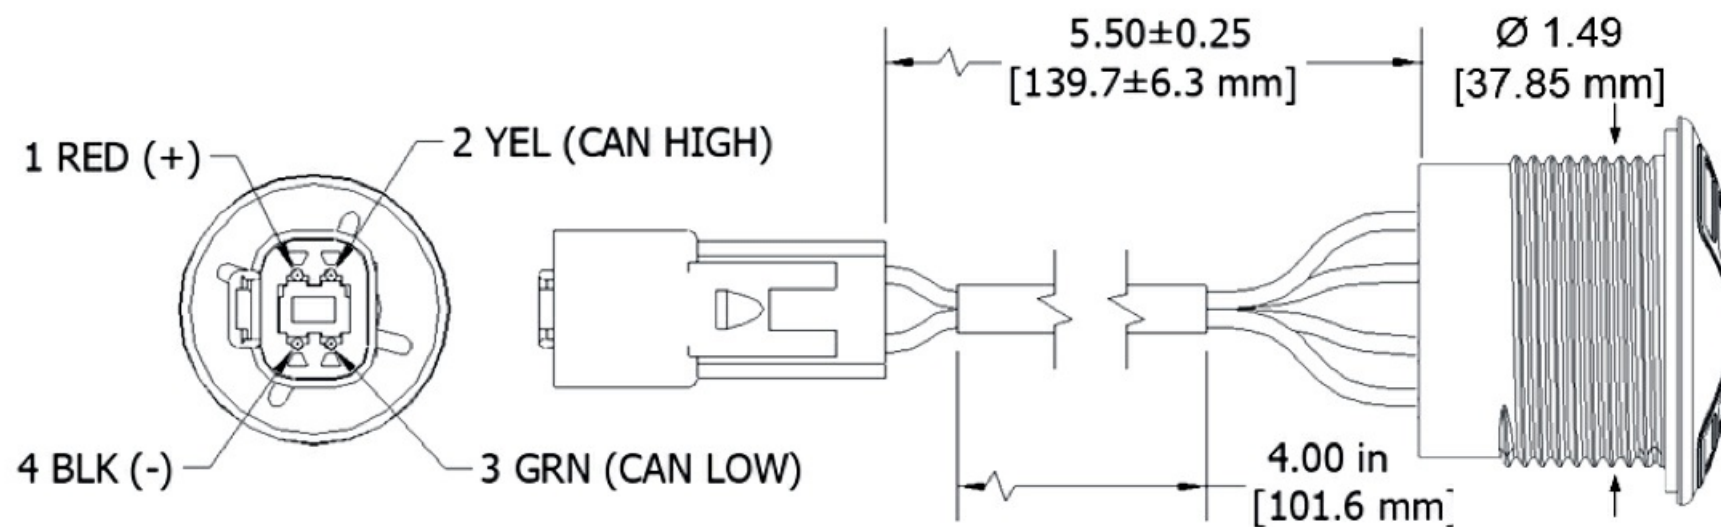 5.50±0.25
[139.7±6.3 mm]
Ø 1.49
[37.85 mm]
1 RED (+)
2 YEL (CAN HIGH)
4 BLK (-)
3 GRN (CAN LOW)
4.00 in
[101.6 mm]